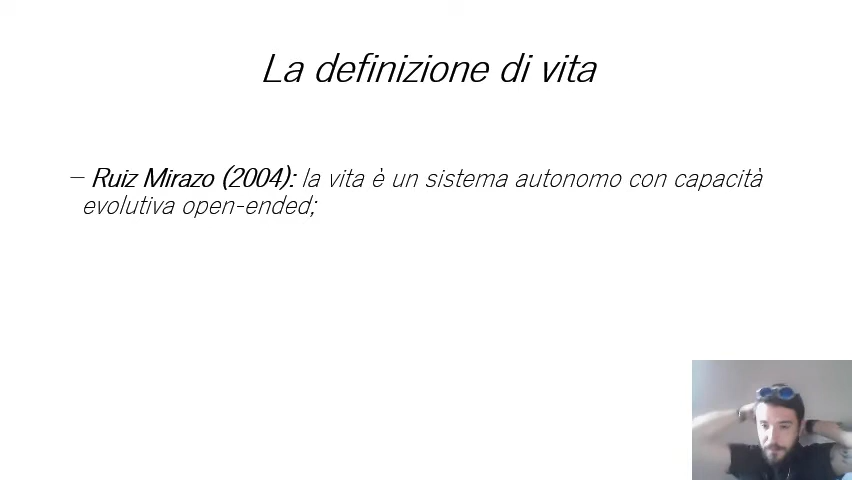 La definizione di vita
– Ruiz Mirazo (2004): la vita è un sistema autonomo con capacità
evolutiva open-ended;